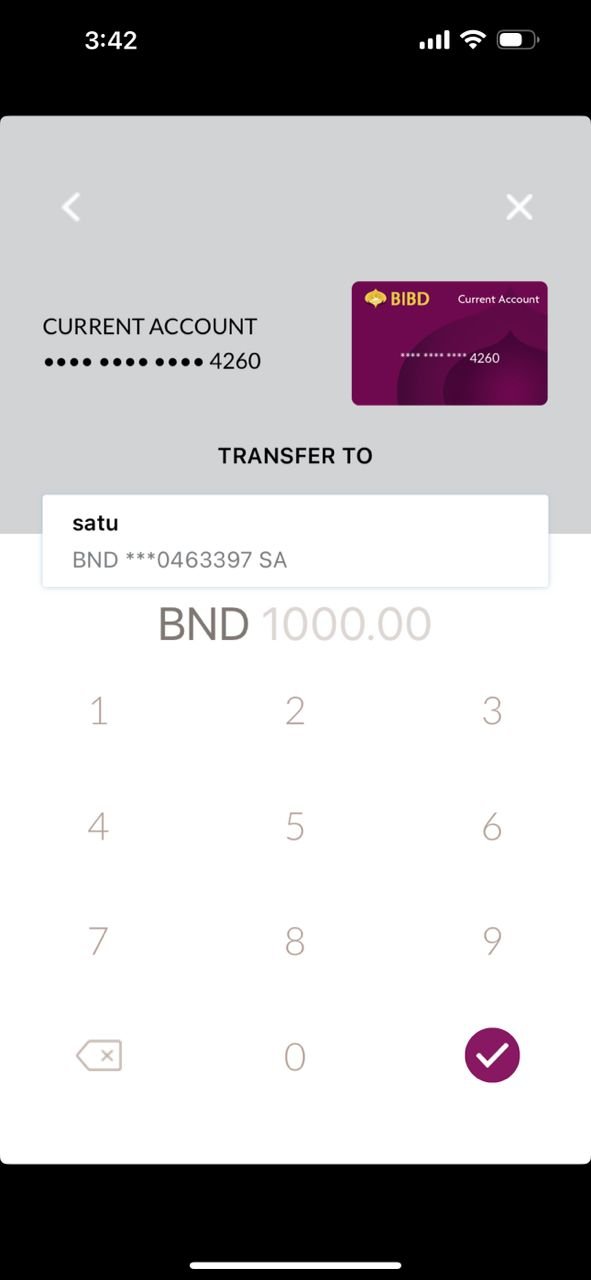 3:42
CURRENT ACCOUNT
•••• •••• •••• 4260
BIBD Current Account
**** **** **** 4260
TRANSFER TO
satu
BND ***0463397 SA
BND 1000.00
1 2 3
4 5 6
7 8 9
0